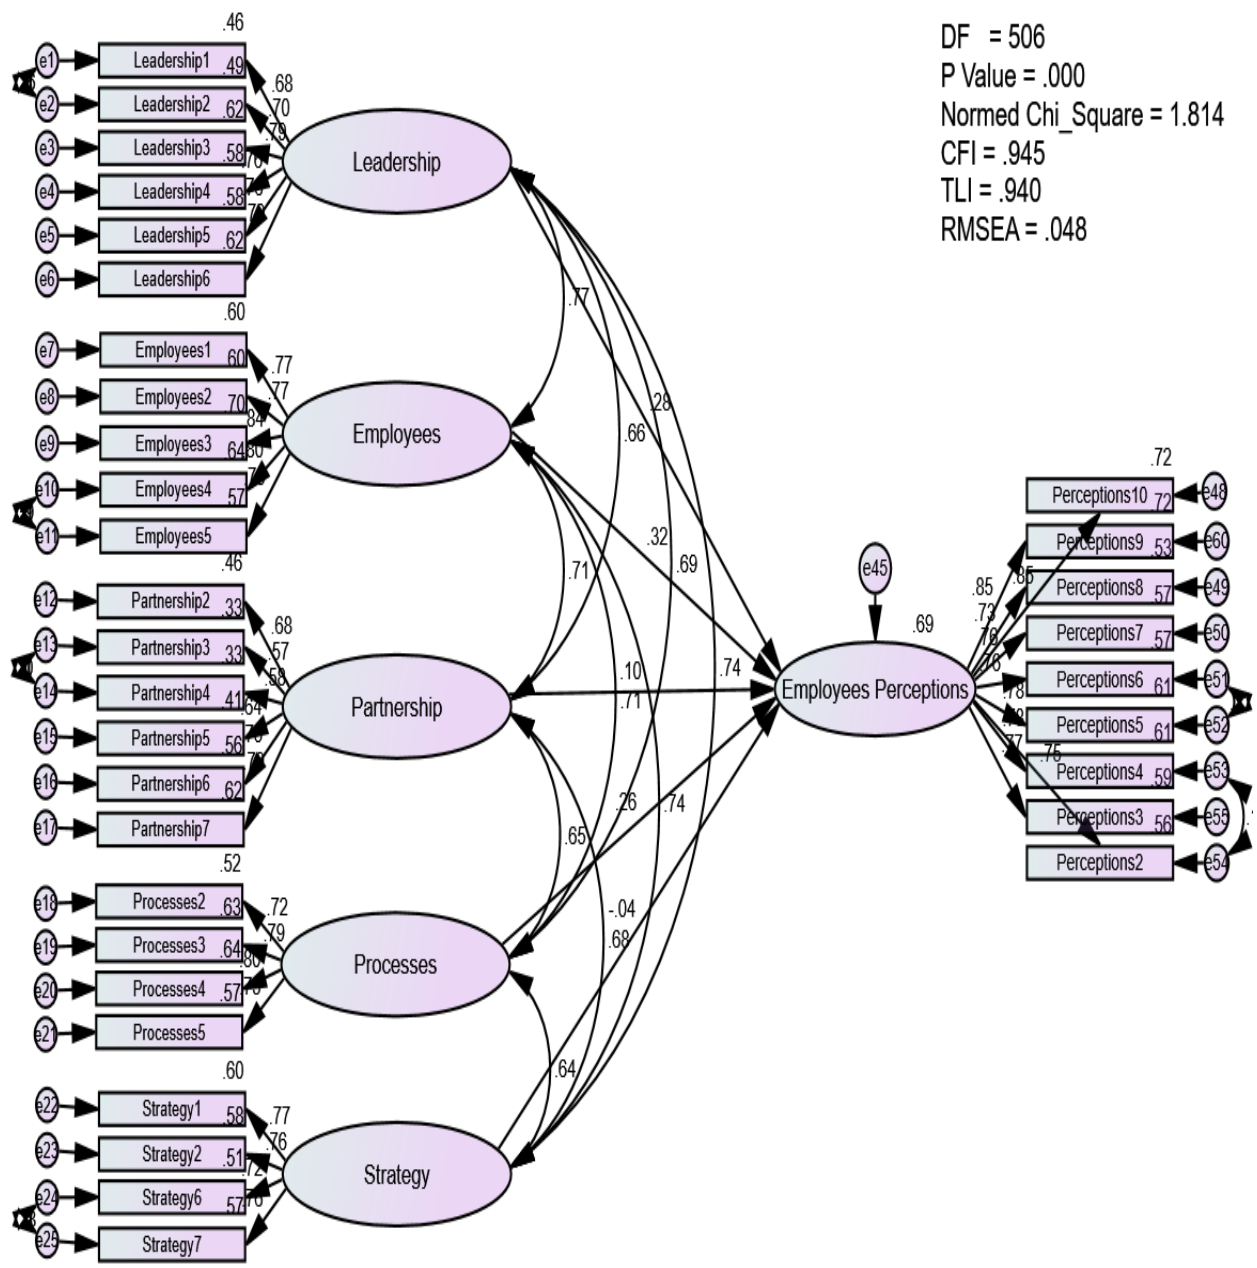 DF = 506
P Value = .000
Normed Chi_Square = 1.814
CFI = .945
TLI = .940
RMSEA = .048
.46
e1 Leadership1 .49
.68
e2 Leadership2 .62
.70
e3 Leadership3 .58
.79
e4 Leadership4 .58
e5 Leadership5 .62
e6 Leadership6
Leadership
.60
e7 Employees1 .60
.77
e8 Employees2 .70
.77
e9 Employees3 .64
.84
.80
e10 Employees4 .57
e11 Employees5
Employees
.46
e12 Partnership2 .33
.68
e13 Partnership3 .33
.57
e14 Partnership4 .41
.58
e15 Partnership5 .56
.64
e16 Partnership6 .62
e17 Partnership7
Partnership
.52
e18 Processes2 .63
.72
e19 Processes3 .64
.79
e20 Processes4 .57
.80
e21 Processes5
Processes
.60
e22 Strategy1 .58
.77
e23 Strategy2 .51
.76
e24 Strategy6 .57
.72
.76
e25 Strategy7
Strategy
.77
.28
.66
.32
.69
.71
.10
.71
.74
.26
.74
.65
-.04
.68
.64
e45
.69
Employees Perceptions
.72
Perceptions10 .72 e48
Perceptions9 .53 e60
Perceptions8 .57 e49
Perceptions7 .57 e50
Perceptions6 .61 e51
Perceptions5 .61 e52
Perceptions4 .59 e53
Perceptions3 .56 e55
Perceptions2 e54
.85
.85
.73
.76
.76
.78
.77
.75